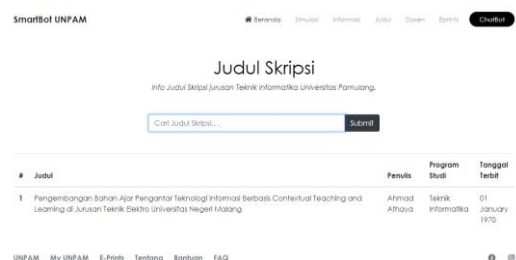 SmartBot UNPAM
Beranda Simulasi Informasi Judul Dosen Eprints ChatBot
Judul Skripsi
Info Judul Skripsi jurusan Teknik Informatika Universitas Pamulang.
Cari Judul Skripsi.... Submit
# Judul Penulis Program Studi Tanggal Terbit
1 Pengembangan Bahan Ajar Pengantar Teknologi Informasi Berbasis Contextual Teaching and
Learning di Jurusan Teknik Elektro Universitas Negeri Malang
Ahmad
Athaya
Teknik
Informatika
01
January
1970
UNPAM My UNPAM E-Prints Tentang Bantuan FAQ